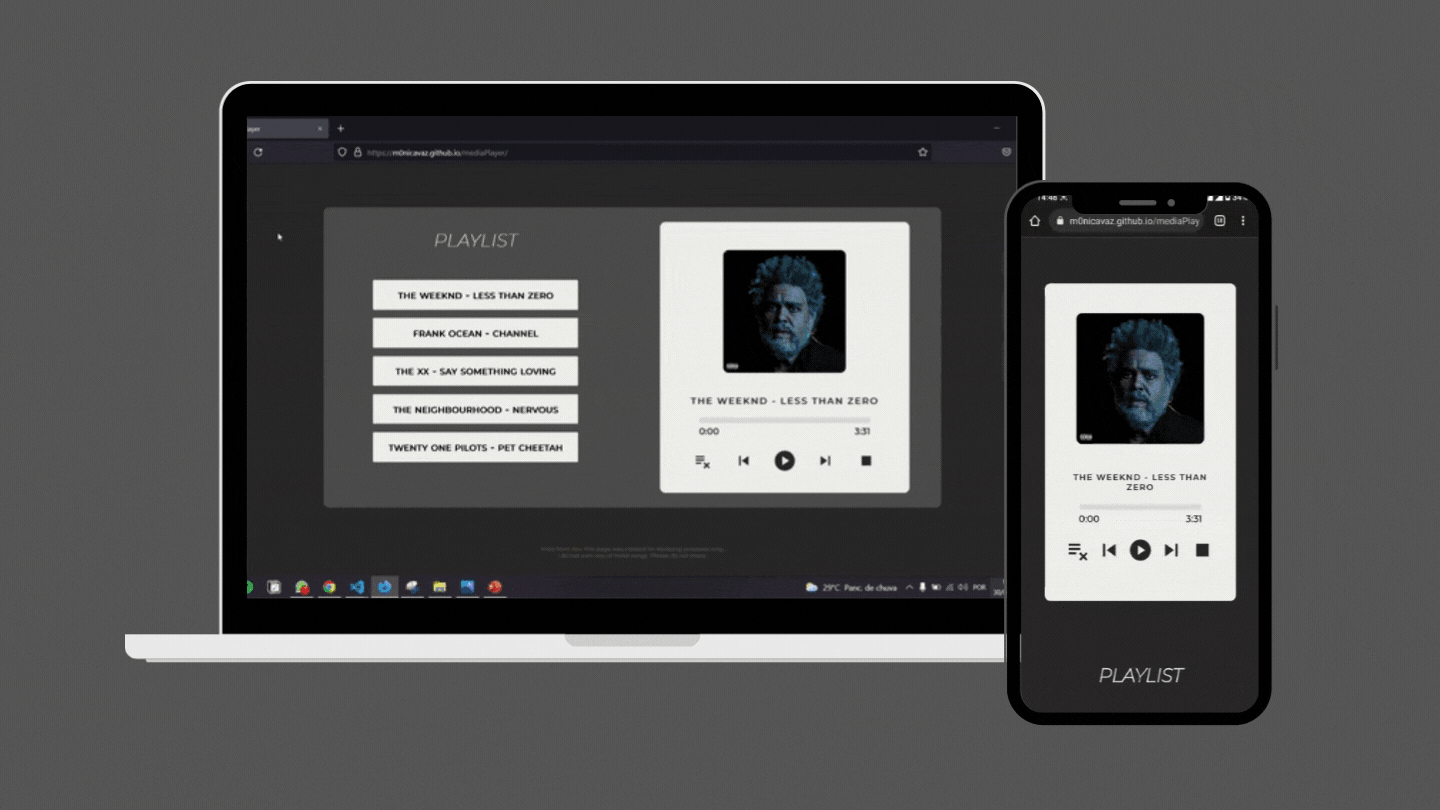 ayer
https://m0nicavaz.github.io/mediaPlayer/
PLAYLIST
THE WEEKND - LESS THAN ZERO
FRANK OCEAN - CHANNEL
THE XX - SAY SOMETHING LOVING
THE NEIGHBOURHOOD - NERVOUS
TWENTY ONE PILOTS - PET CHEETAH
THE WEEKND - LESS THAN ZERO
0:00 3:31
29°C Panc. de chuva
POR
14:48
34%
m0nicavaz.github.io/mediaPlay
THE WEEKND - LESS THAN
ZERO
0:00 3:31
PLAYLIST